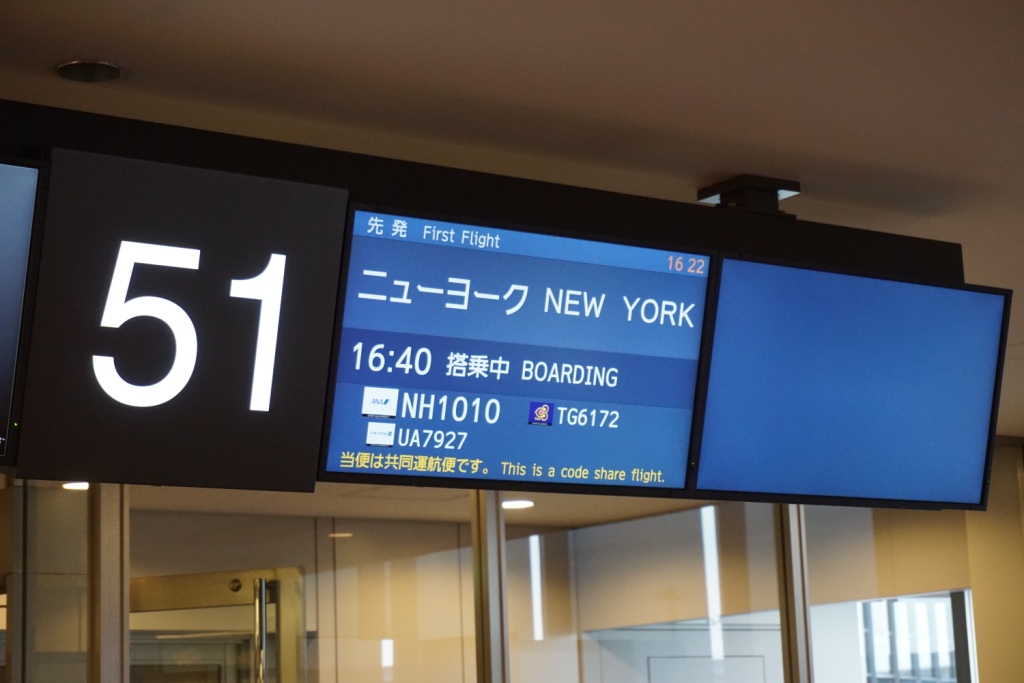 51
先発 First Flight
16 22
ニューヨーク NEW YORK
16:40 搭乗中 BOARDING
ANA NH1010 TG6172
UA7927
当便は共同運航便です。 This is a code share flight.